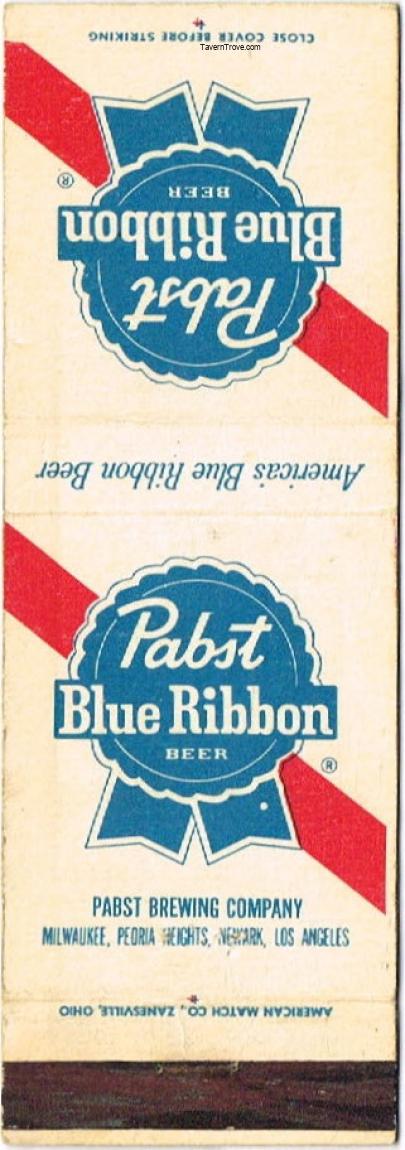 CLOSE COVER BEFORE STRIKING
TavernTrove.com
BEER
Blue Ribbon
Pabst
®
America's Blue Ribbon Beer
Pabst
Blue Ribbon
BEER
®
PABST BREWING COMPANY
MILWAUKEE, PEORIA HEIGHTS, NEWARK, LOS ANGELES
AMERICAN MATCH CO., ZANESVILLE, OHIO